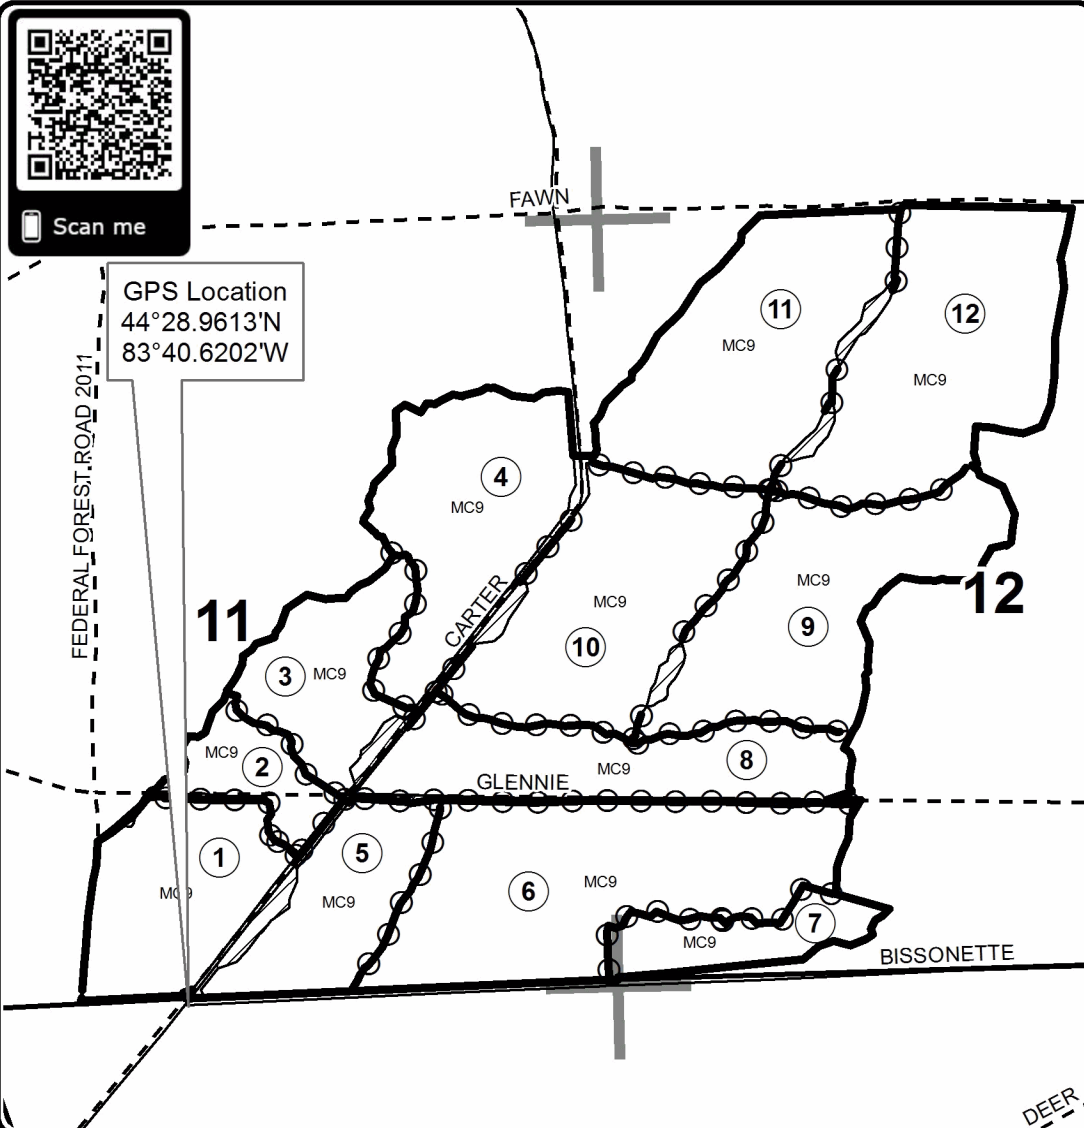 Scan me
FAWN
GPS Location
44°28.9613'N
83°40.6202'W
FEDERAL FOREST ROAD 2011
11
MC9
12
MC9
4
MC9
11
12
CARTER
MC9
10
MC9
9
3
MC9
MC9
2
GLENNIE
MC9
8
1
MC9
5
MC9
6
MC9
7
MC9
BISSONETTE
DEER